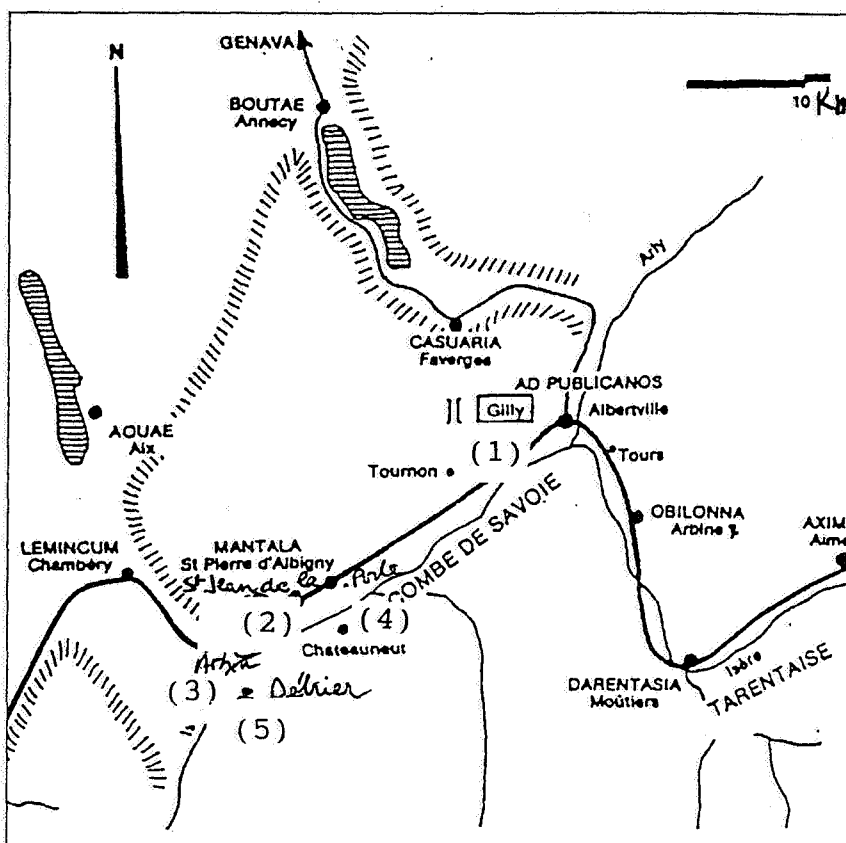 GENAVA
N
BOUTAE
Annecy
10 Km
Arly
CASUARIA
Faverges
AD PUBLICANOS
][ Gilly
Albertville
AQUAE
Aix
(1)
Tournon
Tours
COMBE DE SAVOIE
OBILONNA
Arbine
LEMINCUM
Chambéry
MANTALA
St Pierre d'Albigny
AXIM
Aime
St Jean de la Porte
(2)
(4)
Chateauneuf
Arbin
(3)
Détrier
(5)
DARENTASIA
Moûtiers
Isère
TARENTAISE